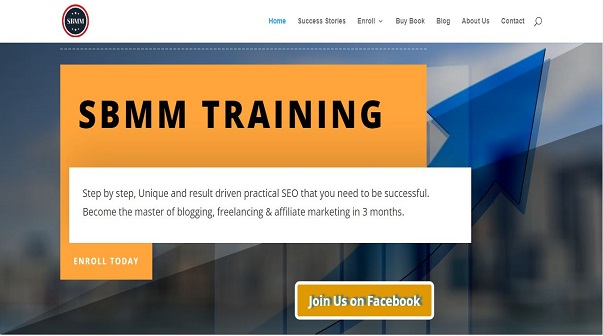 SBMM
Home Success Stories Enroll Buy Book Blog About Us Contact
SBMM TRAINING
Step by step, Unique and result driven practical SEO that you need to be successful.
Become the master of blogging, freelancing & affiliate marketing in 3 months.
ENROLL TODAY
Join Us on Facebook